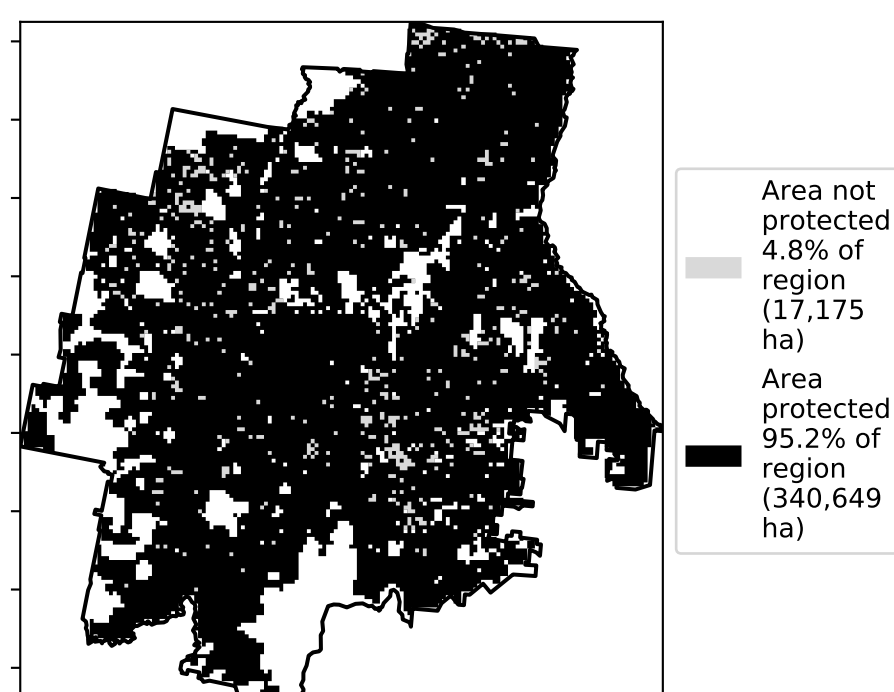 Area not
protected
4.8% of
region
(17,175
ha)
Area
protected
95.2% of
region
(340,649
ha)